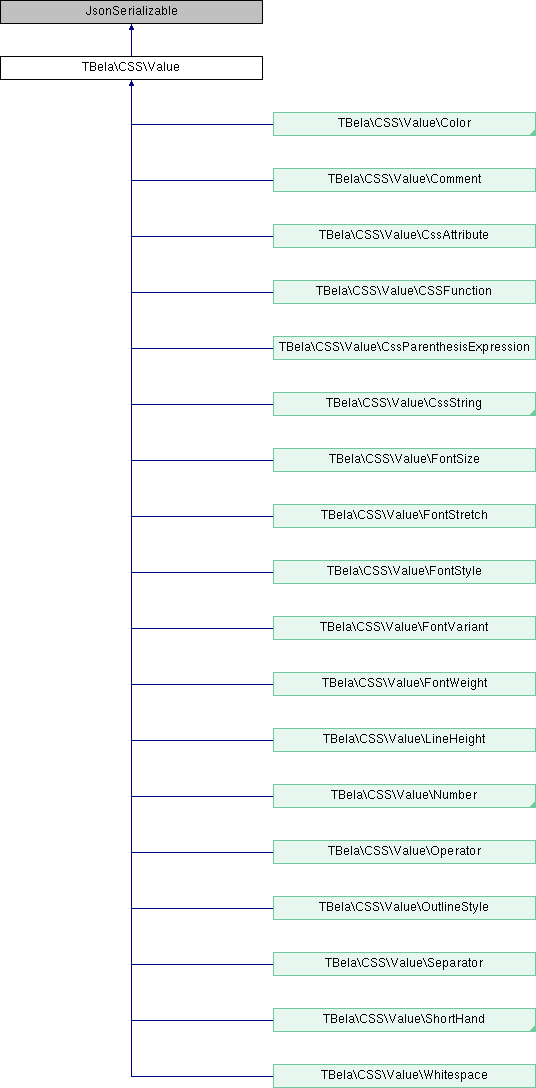 JsonSerializable
TBela\CSS\Value
TBela\CSS\Value\Color
TBela\CSS\Value\Comment
TBela\CSS\Value\CssAttribute
TBela\CSS\Value\CSSFunction
TBela\CSS\Value\CssParenthesisExpression
TBela\CSS\Value\CssString
TBela\CSS\Value\FontSize
TBela\CSS\Value\FontStretch
TBela\CSS\Value\FontStyle
TBela\CSS\Value\FontVariant
TBela\CSS\Value\FontWeight
TBela\CSS\Value\LineHeight
TBela\CSS\Value\Number
TBela\CSS\Value\Operator
TBela\CSS\Value\OutlineStyle
TBela\CSS\Value\Separator
TBela\CSS\Value\ShortHand
TBela\CSS\Value\Whitespace